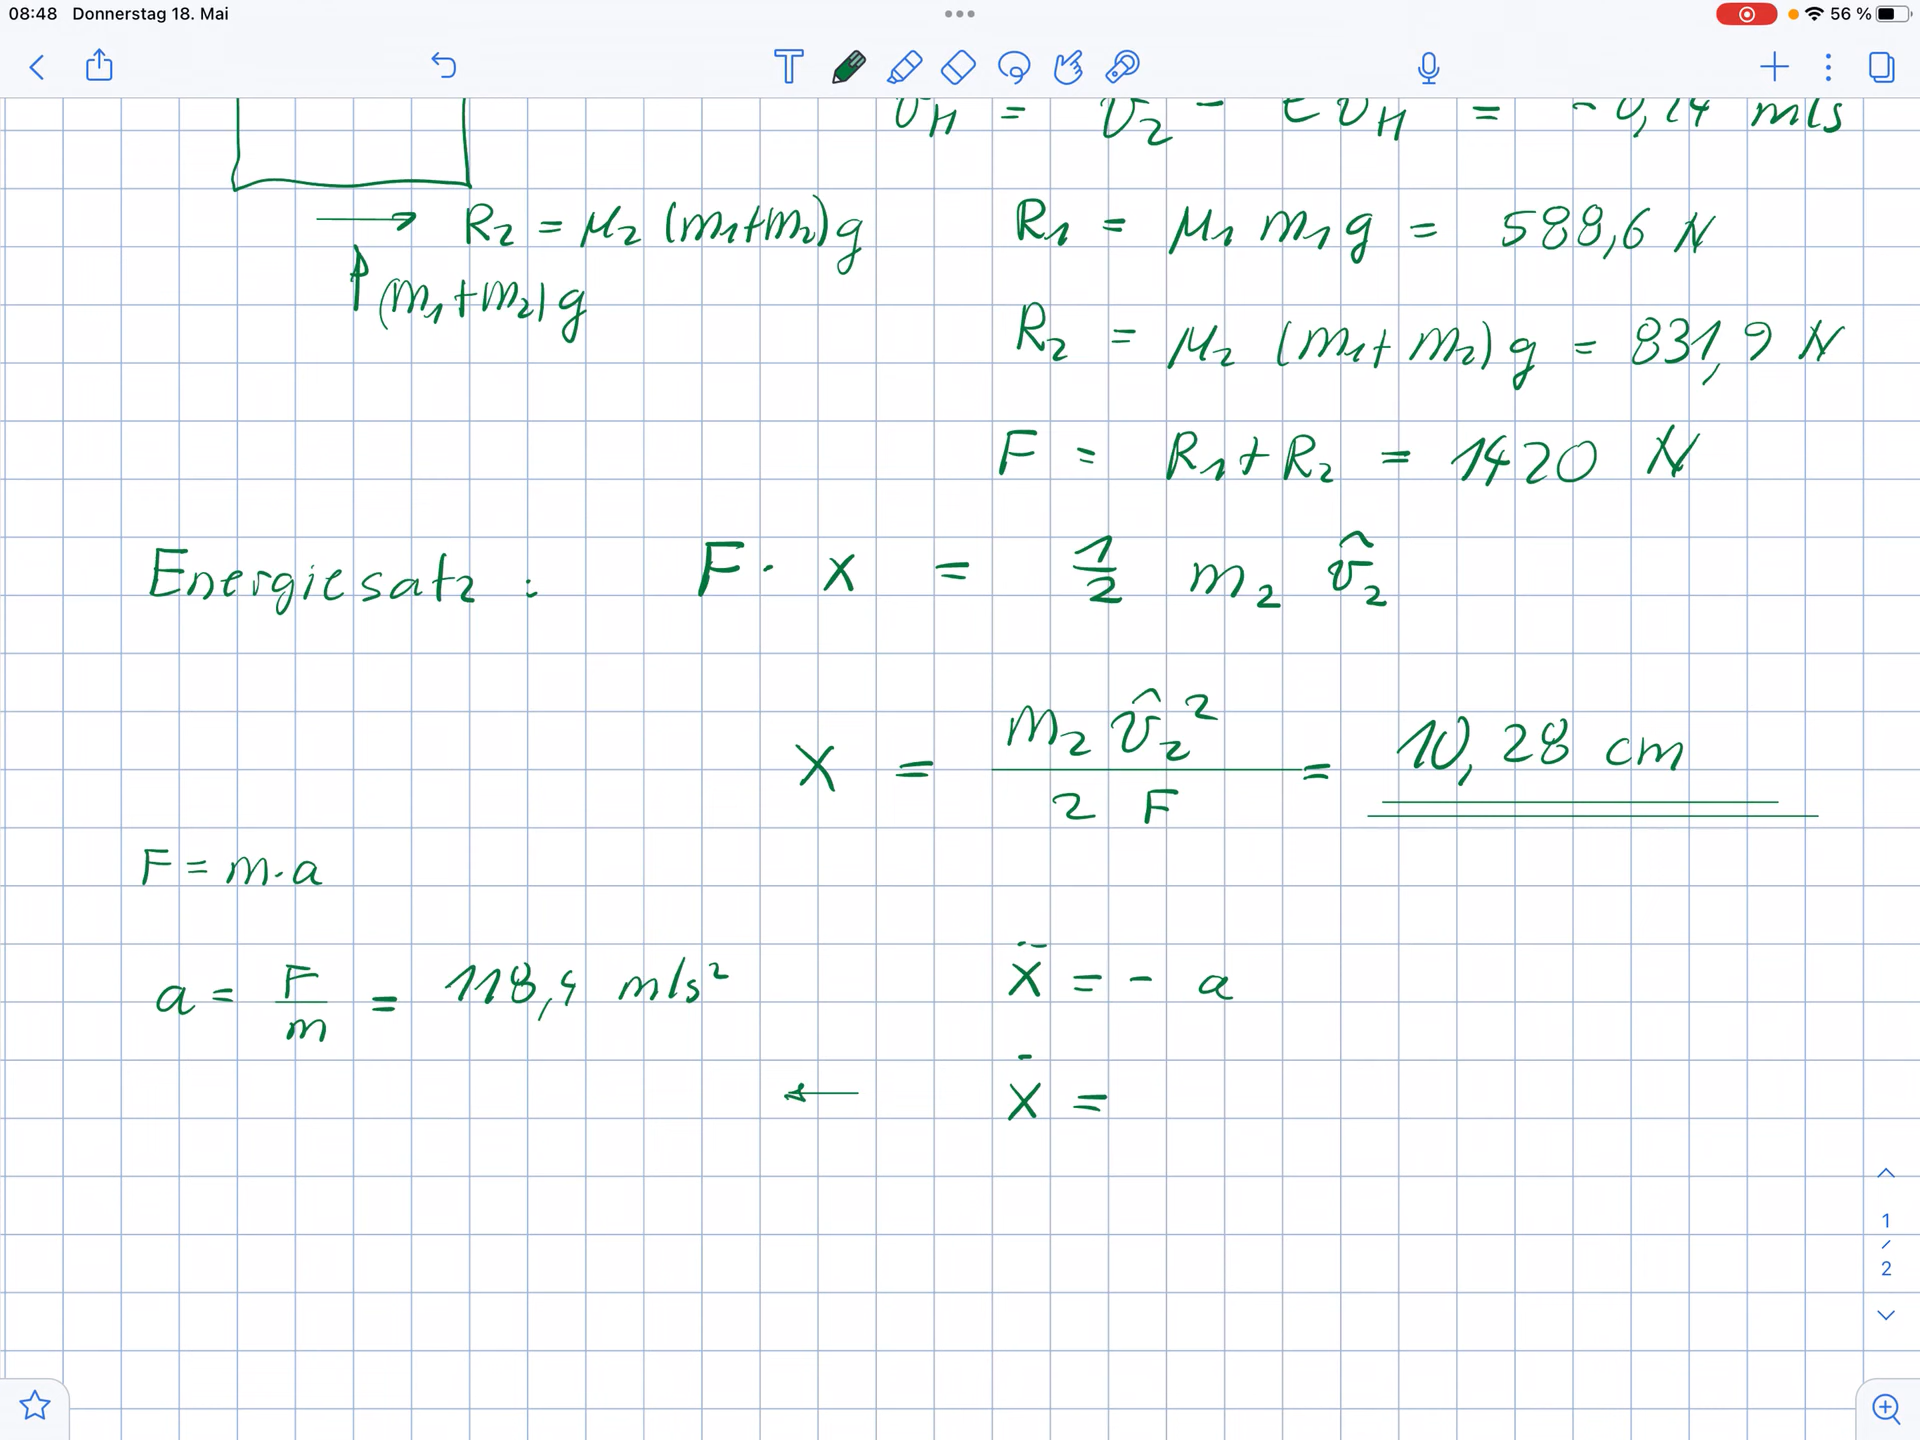 08:48 Donnerstag 18. Mai
56 %
= - 0,14 m/s
R₂ = μ₂ (m₁+m₂)g
R₁ = μ₁ m₁ g = 588,6 N
(m₁+m₂)g
R₂ = μ₂ (m₁+m₂) g = 831,9 N
F = R₁+R₂ = 1420 N
Energiesatz : F · x = 1/2 m₂ v̂₂
x = m₂ v̂₂² / 2 F = 10,28 cm
F = m·a
a = F/m = 118,4 m/s²
ẍ = - a
← ẋ =
1
/
2